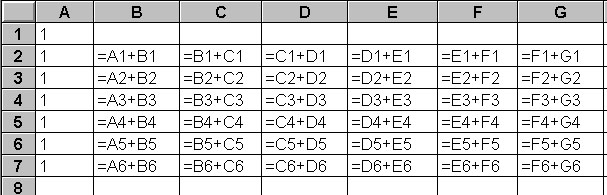 A B C D E F G
1 1
2 1 =A1+B1 =B1+C1 =C1+D1 =D1+E1 =E1+F1 =F1+G1
3 1 =A2+B2 =B2+C2 =C2+D2 =D2+E2 =E2+F2 =F2+G2
4 1 =A3+B3 =B3+C3 =C3+D3 =D3+E3 =E3+F3 =F3+G3
5 1 =A4+B4 =B4+C4 =C4+D4 =D4+E4 =E4+F4 =F4+G4
6 1 =A5+B5 =B5+C5 =C5+D5 =D5+E5 =E5+F5 =F5+G5
7 1 =A6+B6 =B6+C6 =C6+D6 =D6+E6 =E6+F6 =F6+G6
8